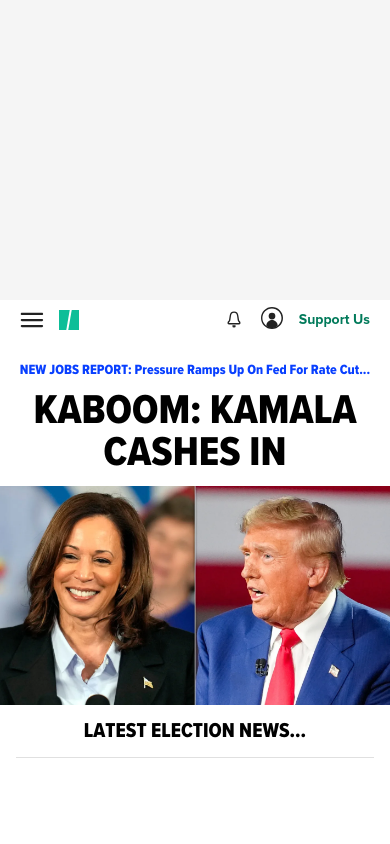 Support Us
NEW JOBS REPORT: Pressure Ramps Up On Fed For Rate Cut...
KABOOM: KAMALA
CASHES IN
LATEST ELECTION NEWS...